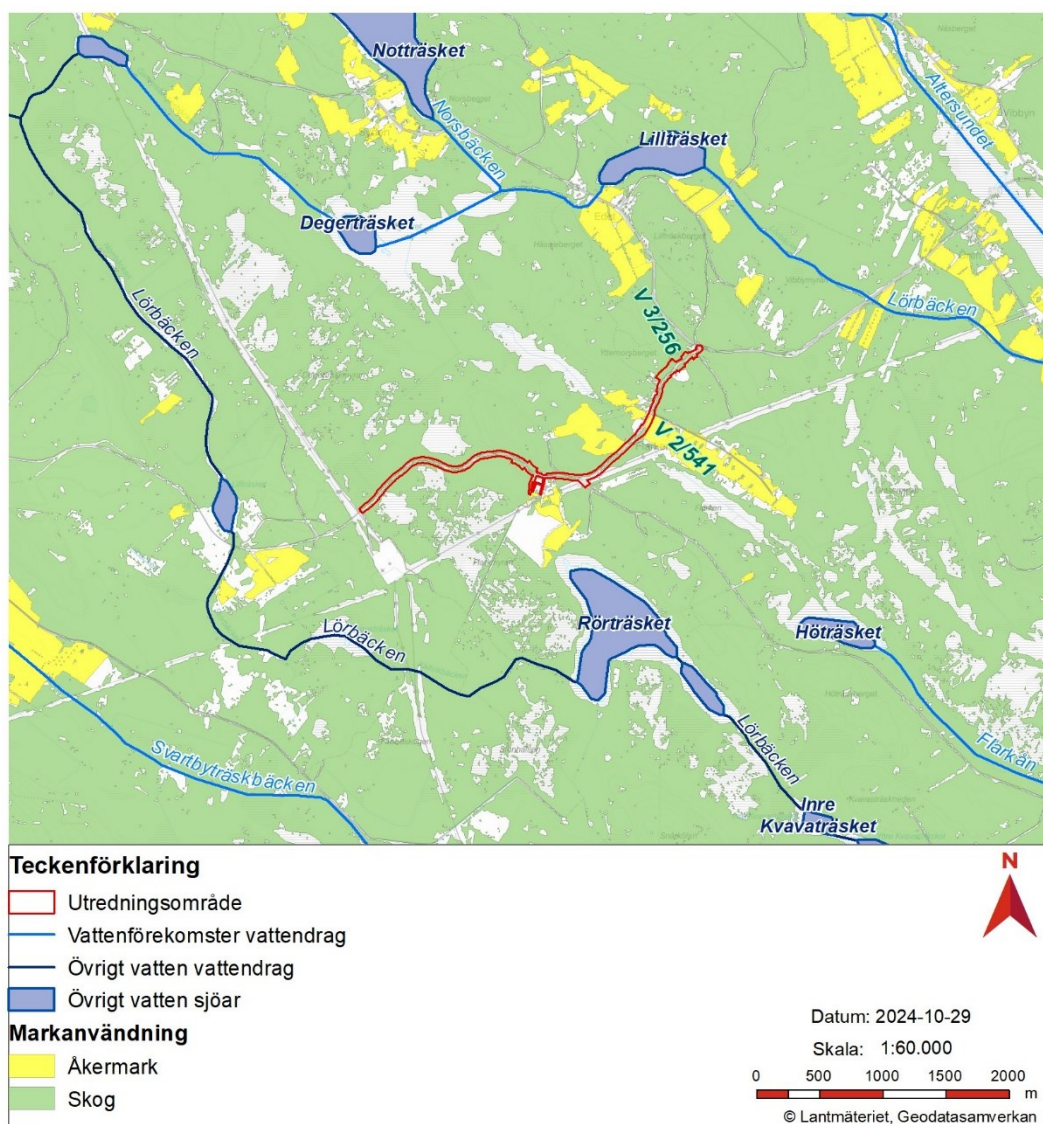 Notträsket
Norsbäcken
Lillträsket
Altersundet
Degerträsket
Lörbäcken
V 3/256
Lörbäcken
V 2/541
Rörträsket
Höträsket
Lörbäcken
Svartbyträskbäcken
Lörbäcken
Flarkån
Inre
Kvavaträsket
Teckenförklaring
Utredningsområde
Vattenförekomster vattendrag
Övrigt vatten vattendrag
Övrigt vatten sjöar
Markanvändning
Åkermark
Skog
N
Datum: 2024-10-29
Skala: 1:60.000
0 500 1000 1500 2000
m
© Lantmäteriet, Geodatasamverkan